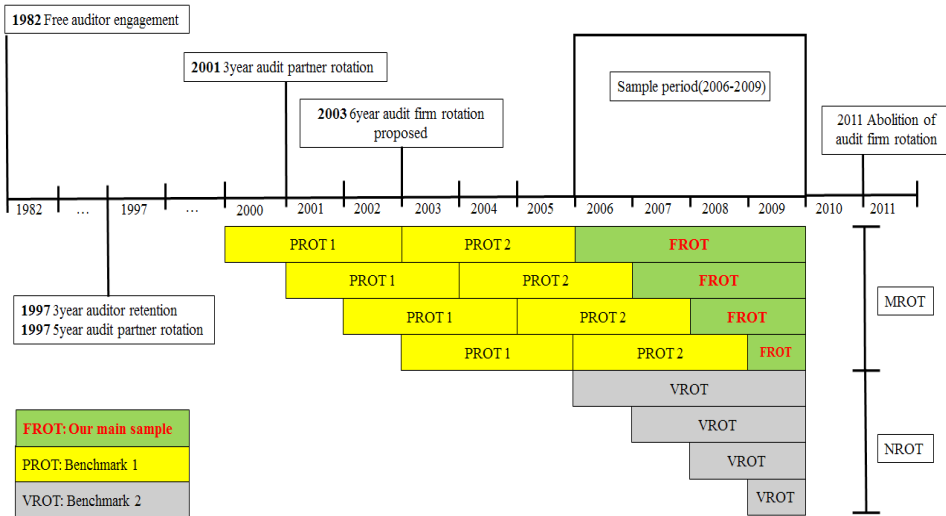 1982 Free auditor engagement
2001 3year audit partner rotation
2003 6year audit firm rotation
proposed
Sample period(2006-2009)
2011 Abolition of
audit firm rotation
1982 ... 1997 ... 2000 2001 2002 2003 2004 2005 2006 2007 2008 2009 2010 2011
PROT 1 PROT 2 FROT
PROT 1 PROT 2 FROT
PROT 1 PROT 2 FROT
PROT 1 PROT 2 FROT
1997 3year auditor retention
1997 5year audit partner rotation
MROT
VROT
VROT
VROT
VROT
NROT
FROT: Our main sample
PROT: Benchmark 1
VROT: Benchmark 2